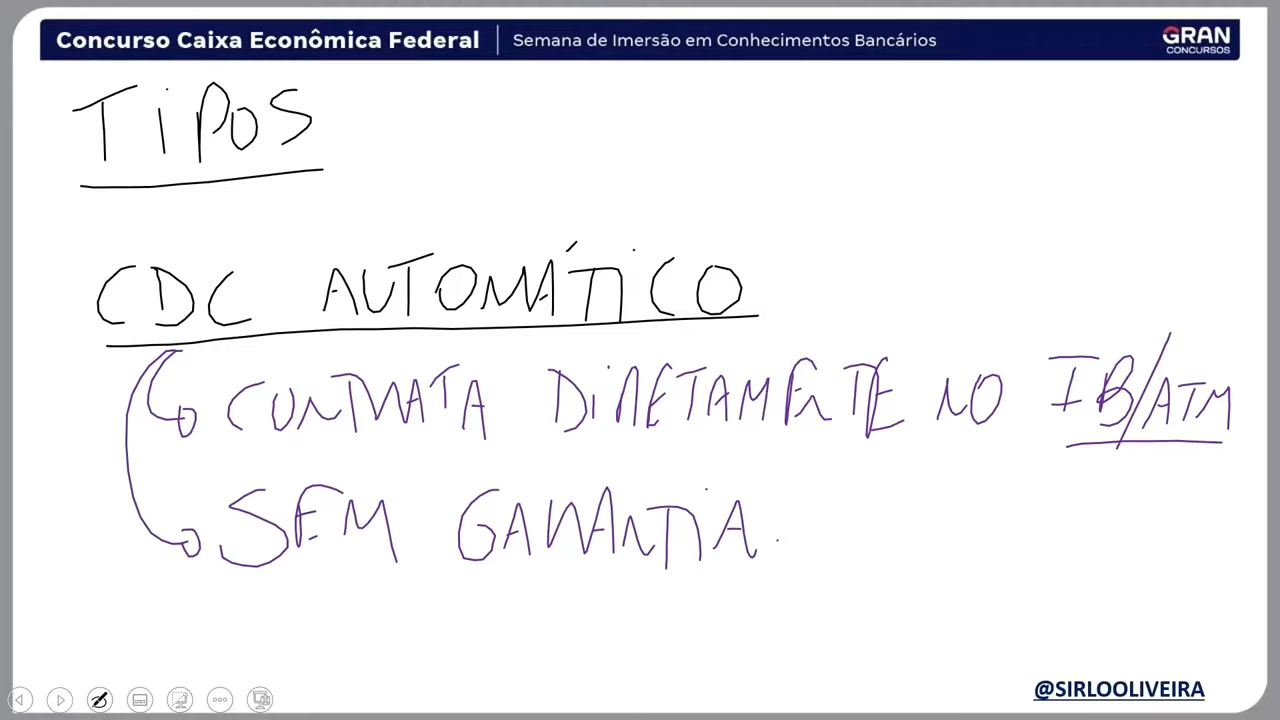 Concurso Caixa Econômica Federal | Semana de Imersão em Conhecimentos Bancários GRAN CONCURSOS
TIPOS
CDC AUTOMÁTICO
CONTRATA DIRETAMENTE NO IB/ATM
SEM GARANTIA.
@SIRLOOLIVEIRA